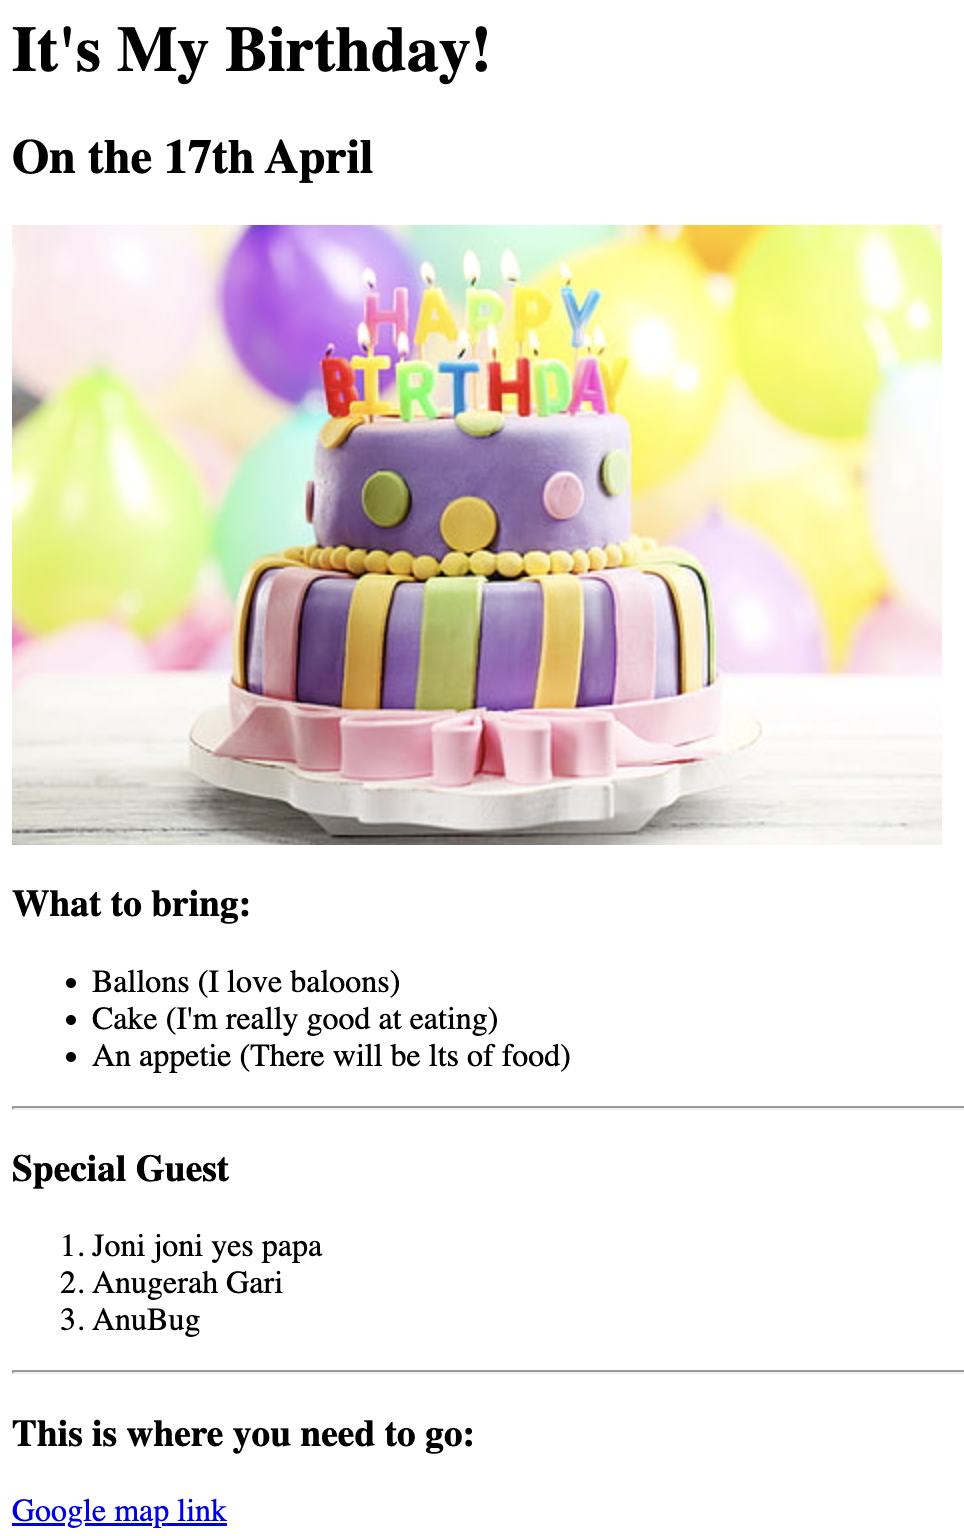 It's My Birthday!
On the 17th April
HAPPY
BIRTHDAY
What to bring:
• Ballons (I love baloons)
• Cake (I'm really good at eating)
• An appetie (There will be lts of food)
Special Guest
1. Joni joni yes papa
2. Anugerah Gari
3. AnuBug
This is where you need to go:
Google map link